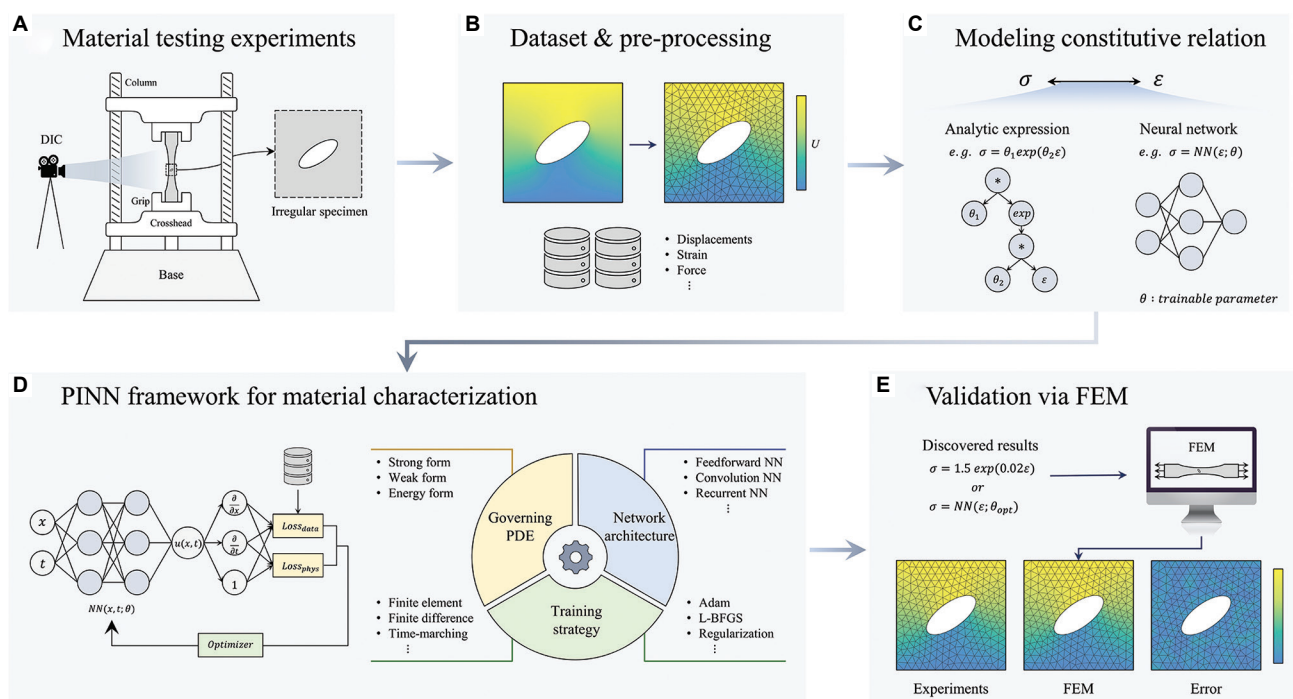 A
Material testing experiments
Column
DIC
Grip
Crosshead
Base
Irregular specimen
B
Dataset & pre-processing
U
• Displacements
• Strain
• Force
⋮
C
Modeling constitutive relation
σ ε
Analytic expression
e.g. σ = θ₁exp(θ₂ε)
*
θ₁ exp
*
θ₂ ε
Neural network
e.g. σ = NN(ε; θ)
θ : trainable parameter
D
PINN framework for material characterization
x
t
NN(x, t; θ)
u(x, t)
∂/∂x
∂/∂t
1
Loss_data
Loss_phys
Optimizer
• Strong form
• Weak form
• Energy form
⋮
• Feedforward NN
• Convolution NN
• Recurrent NN
⋮
Governing
PDE
Network
architecture
Training
strategy
• Finite element
• Finite difference
• Time-marching
⋮
• Adam
• L-BFGS
• Regularization
⋮
E
Validation via FEM
Discovered results
σ = 1.5 exp(0.02ε)
or
σ = NN(ε; θ_opt)
FEM
Experiments
FEM
Error